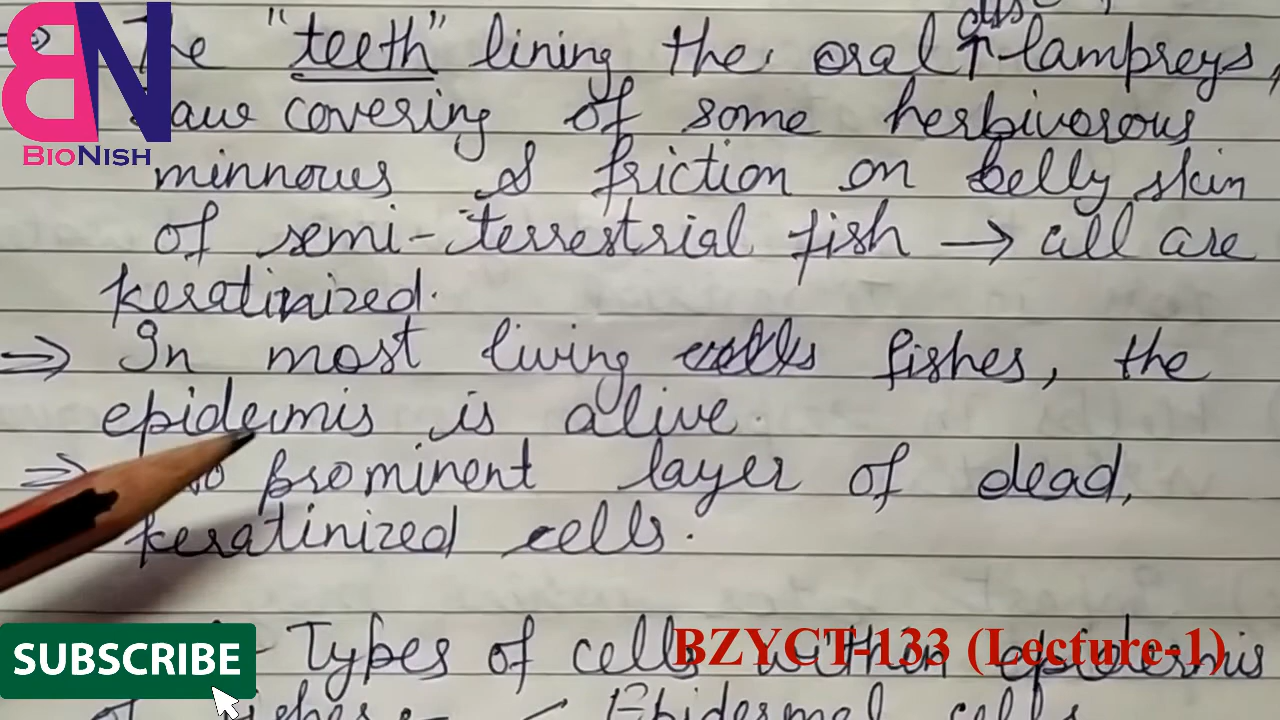 ⇒ The "teeth" lining the oral ↑ lampreys,
jaw covering of some herbivorous
minnows & friction on belly skin
of semi-terrestrial fish → all are
keratinized.
⇒ In most living fishes, the
epidermis is alive.
⇒ No prominent layer of dead,
keratinized cells.
Types of cells within epidermis
Epidermal cells
BN
BIONISH
SUBSCRIBE
BZYCT-133 (Lecture-1)